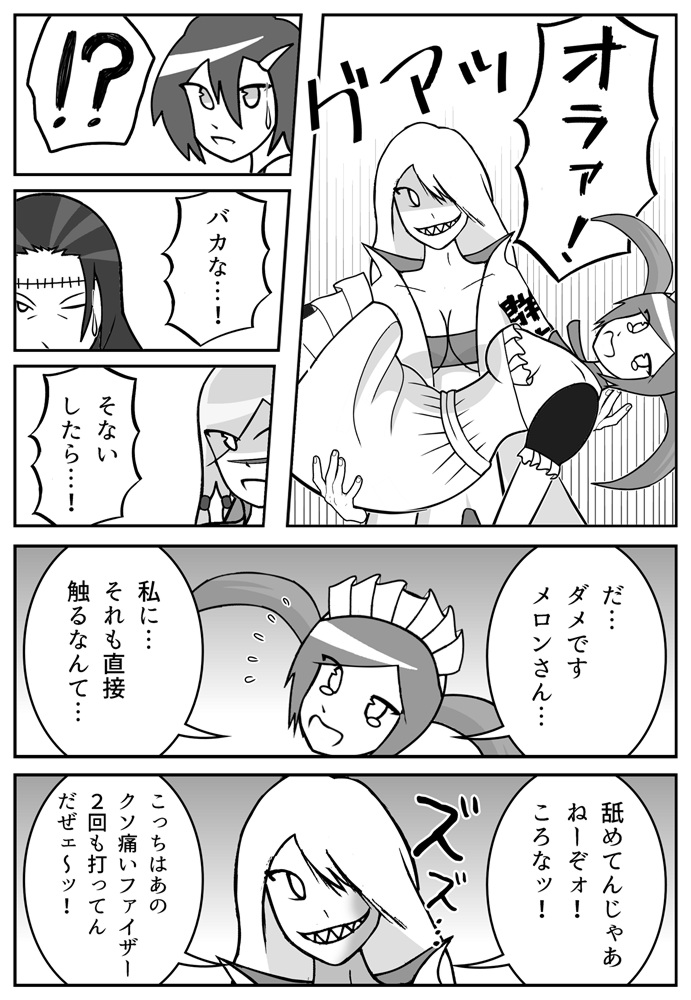 オラァ！
グアッ
！？
バカな…！
そない
したら…！
だ…
ダメです
メロンさん…
私に…
それも直接
触るなんて…
舐めてんじゃあ
ねーぞォ！
ころなッ！
ズズ…
こっちはあの
クソ痛いファイザー
２回も打ってん
だぜェ～ッ！